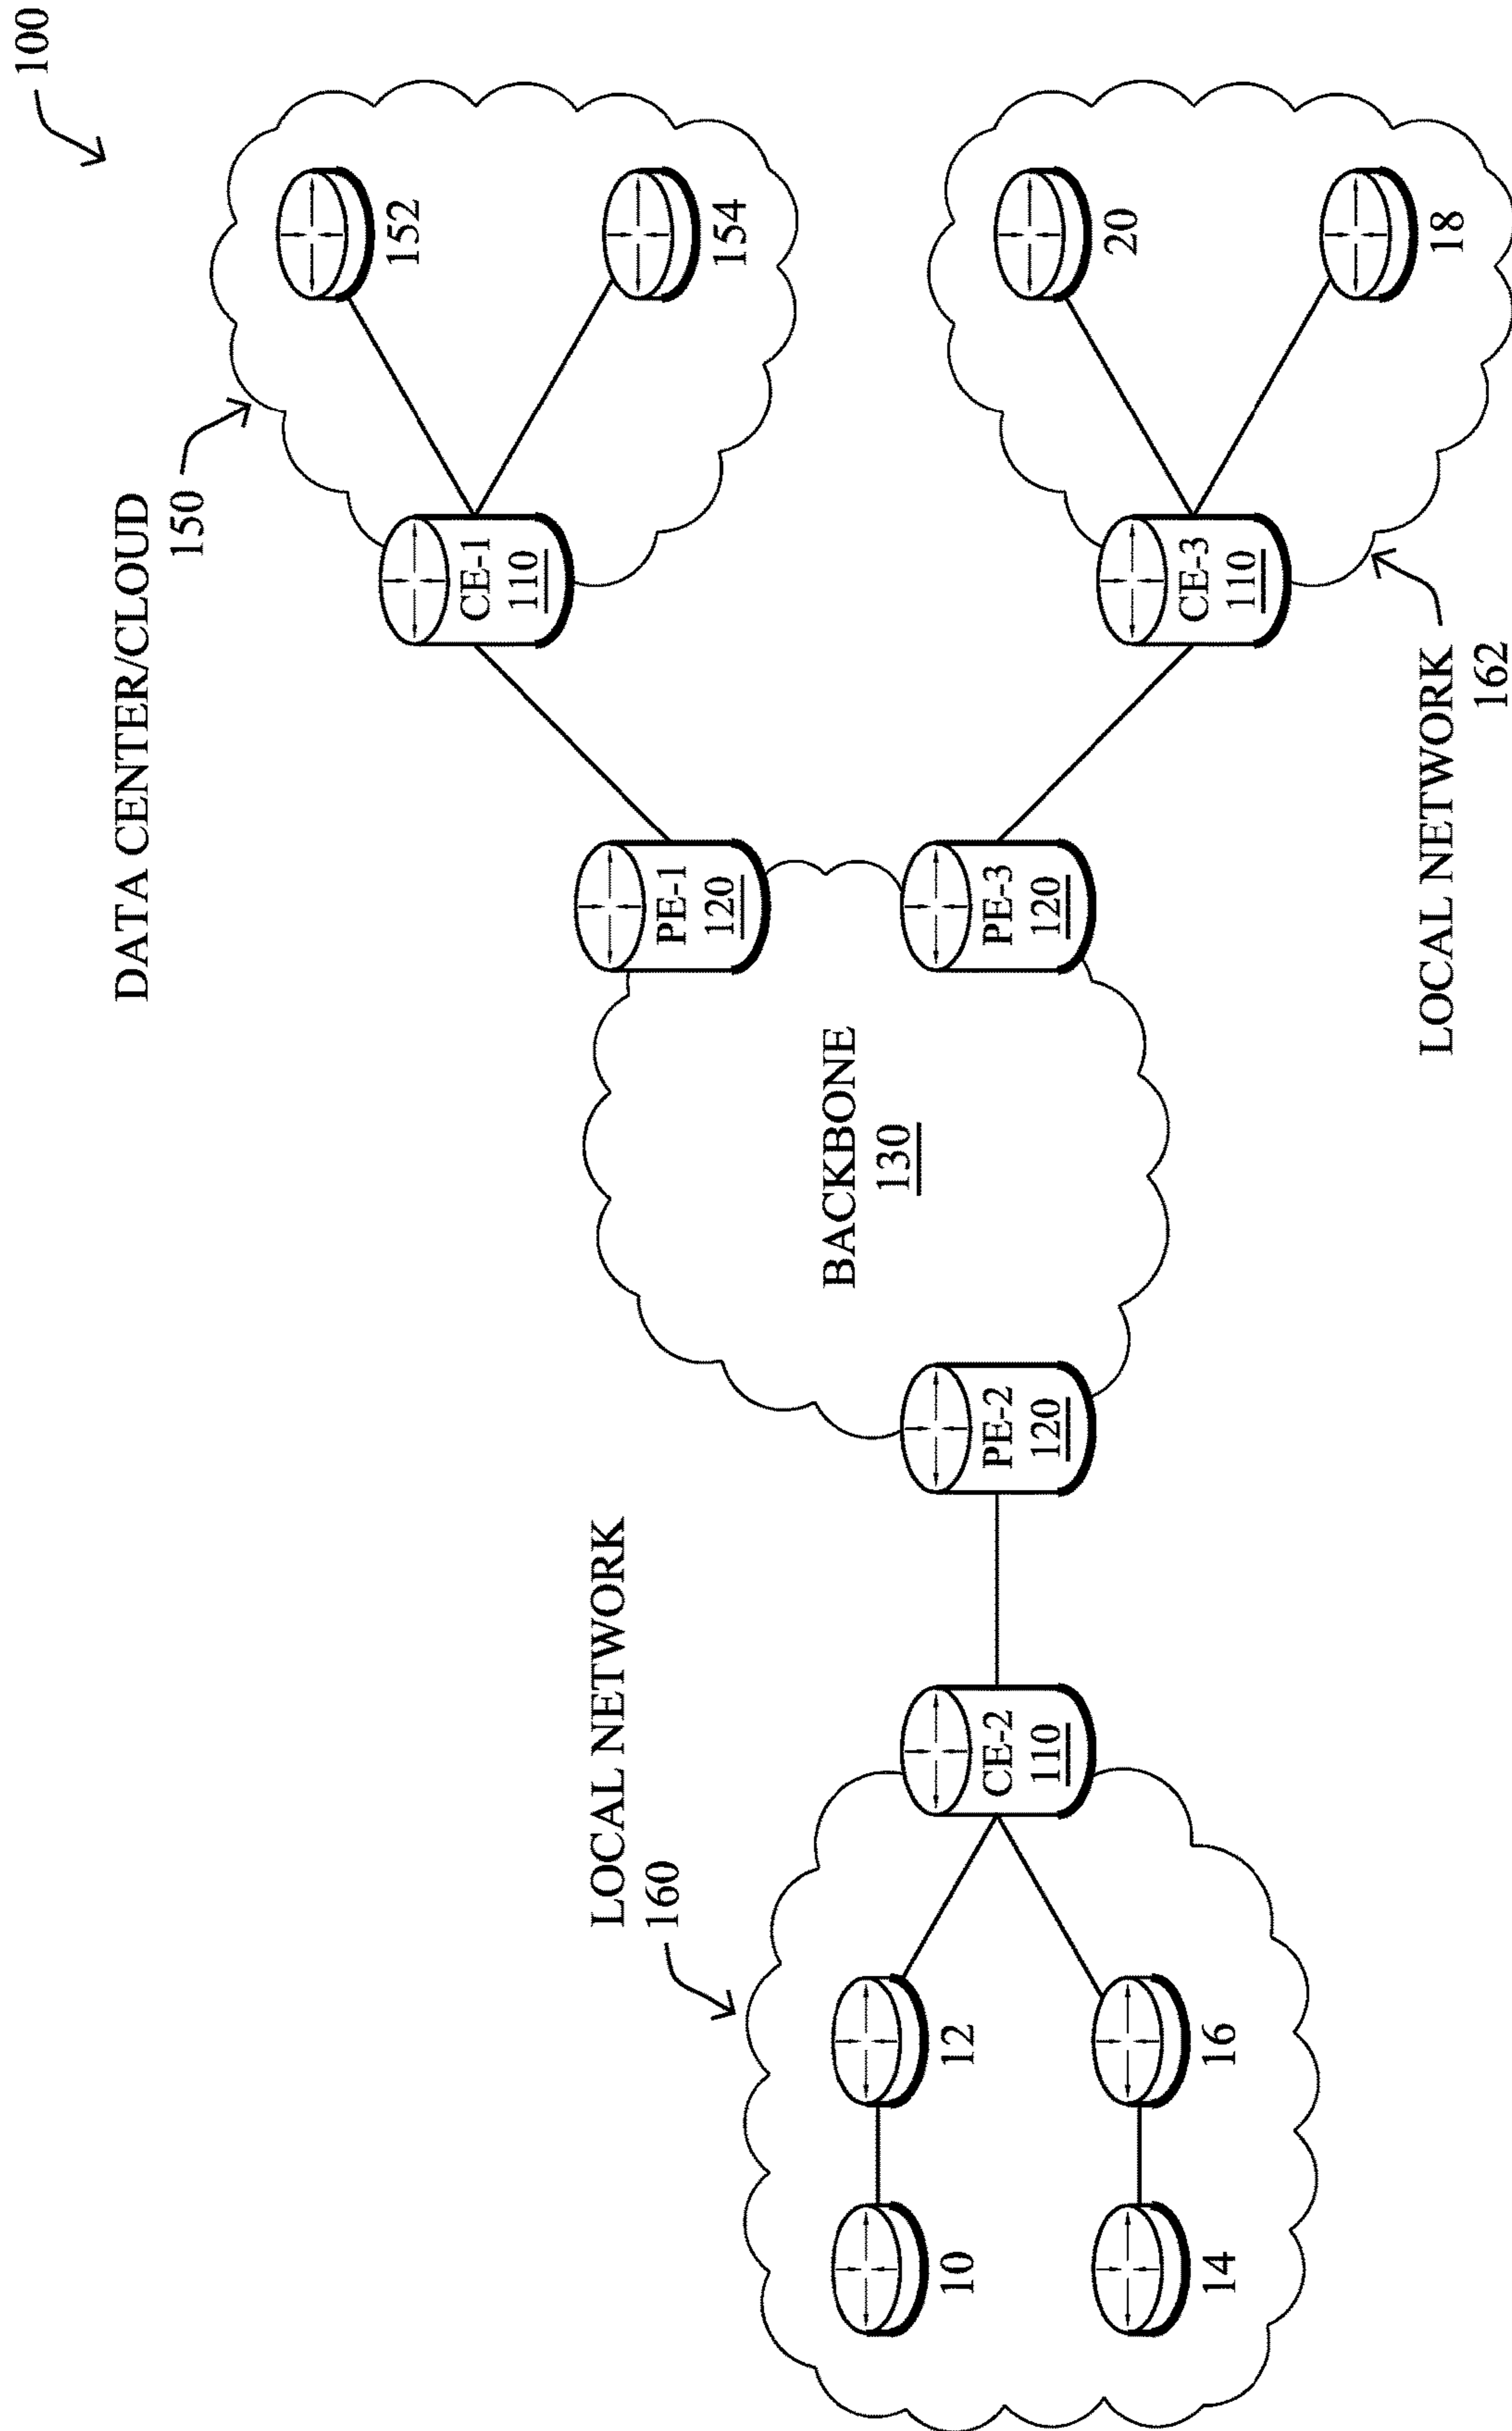 100
DATA CENTER/CLOUD
150
152
154
CE-1
110
PE-1
120
LOCAL NETWORK
160
BACKBONE
130
10
12
14
16
CE-2
110
PE-2
120
PE-3
120
CE-3
110
20
18
LOCAL NETWORK
162